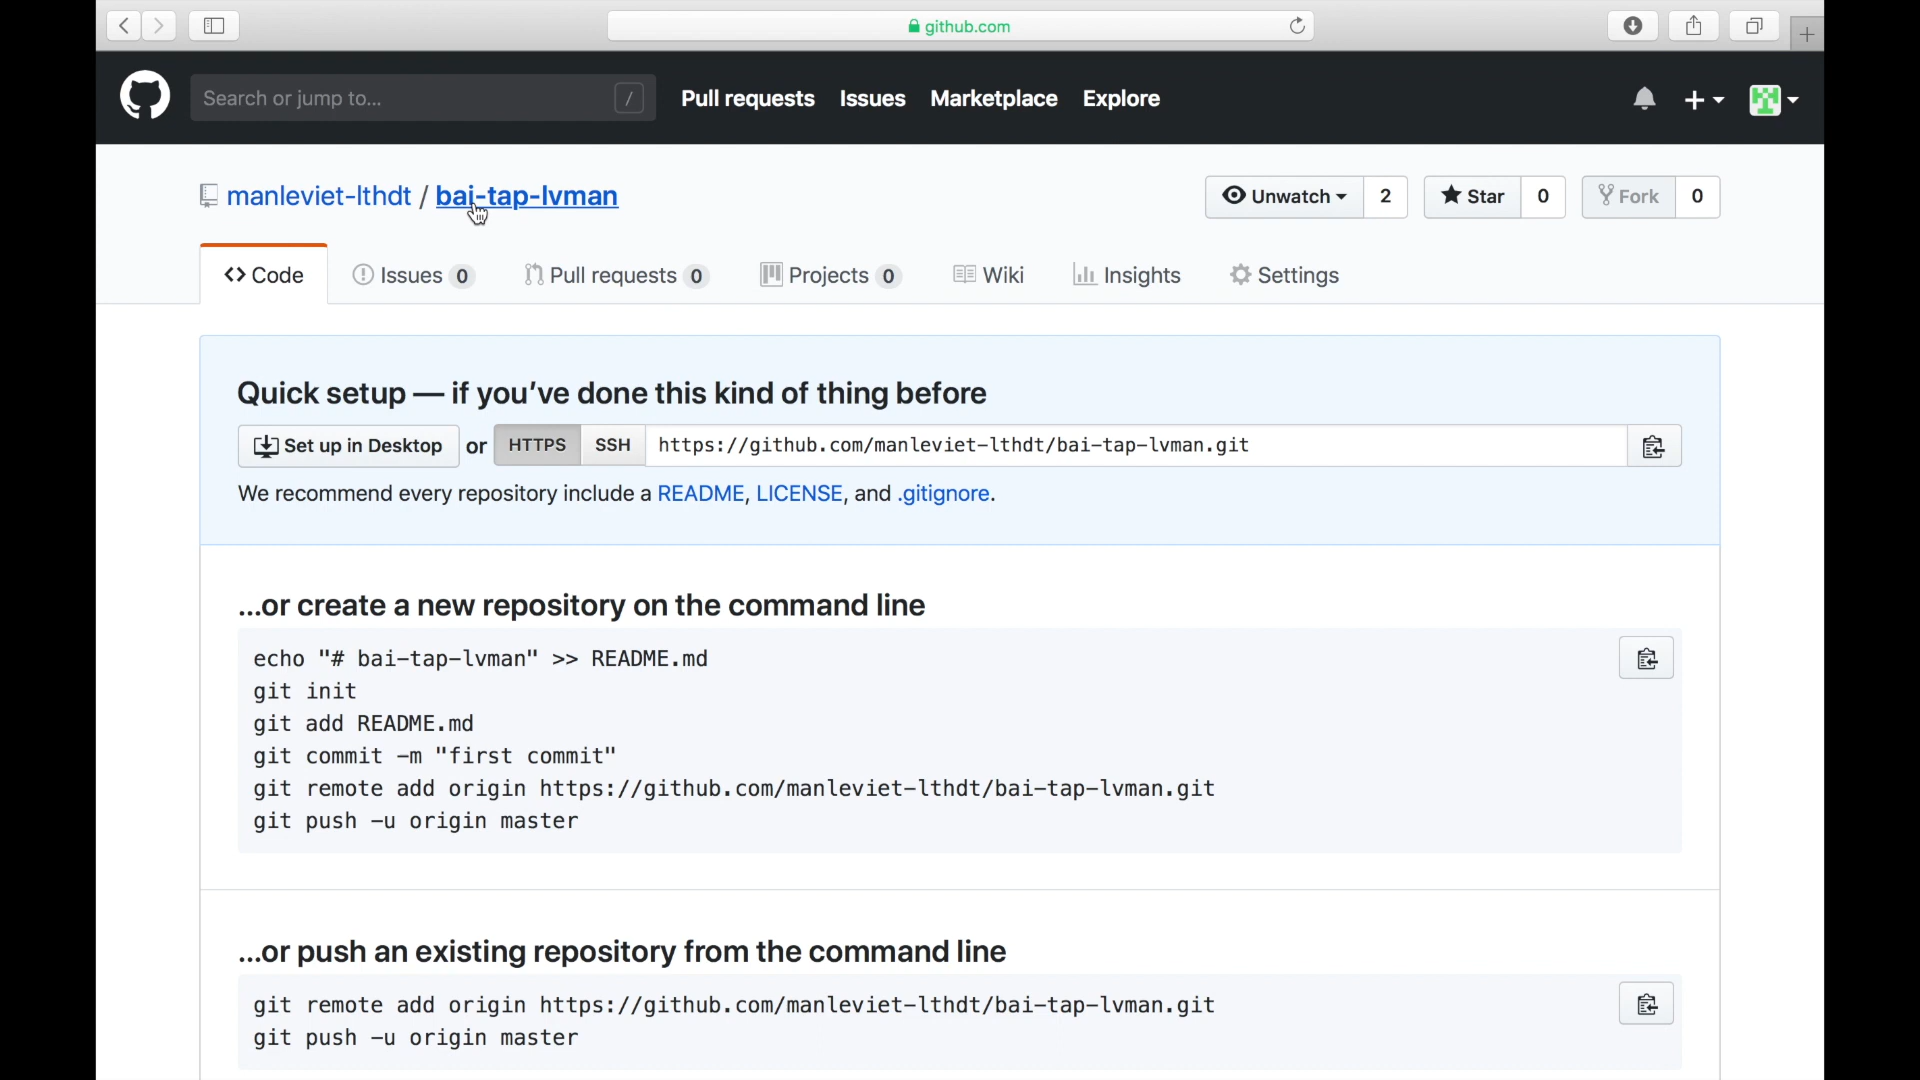 github.com
Search or jump to... /
Pull requests Issues Marketplace Explore
manleviet-lthdt / bai-tap-lvman
Unwatch 2 Star 0 Fork 0
Code Issues 0 Pull requests 0 Projects 0 Wiki Insights Settings
Quick setup — if you’ve done this kind of thing before
Set up in Desktop or HTTPS SSH https://github.com/manleviet-lthdt/bai-tap-lvman.git
We recommend every repository include a README, LICENSE, and .gitignore.
...or create a new repository on the command line
echo "# bai-tap-lvman" >> README.md
git init
git add README.md
git commit -m "first commit"
git remote add origin https://github.com/manleviet-lthdt/bai-tap-lvman.git
git push -u origin master
...or push an existing repository from the command line
git remote add origin https://github.com/manleviet-lthdt/bai-tap-lvman.git
git push -u origin master